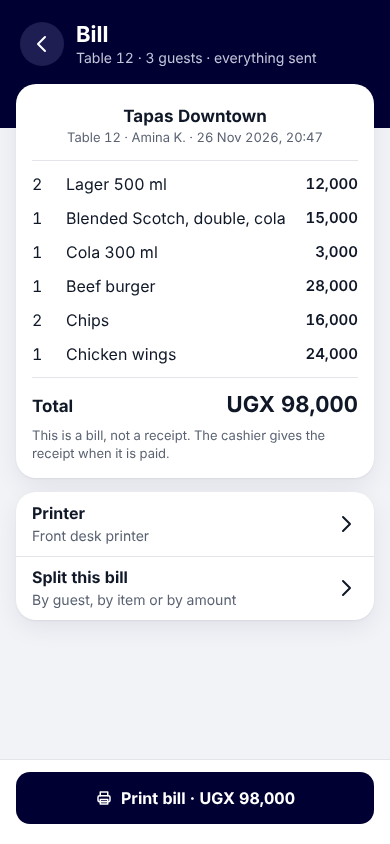 Bill
Table 12 · 3 guests · everything sent
Tapas Downtown
Table 12 · Amina K. · 26 Nov 2026, 20:47
2 Lager 500 ml 12,000
1 Blended Scotch, double, cola 15,000
1 Cola 300 ml 3,000
1 Beef burger 28,000
2 Chips 16,000
1 Chicken wings 24,000
Total UGX 98,000
This is a bill, not a receipt. The cashier gives the
receipt when it is paid.
Printer
Front desk printer
Split this bill
By guest, by item or by amount
Print bill · UGX 98,000